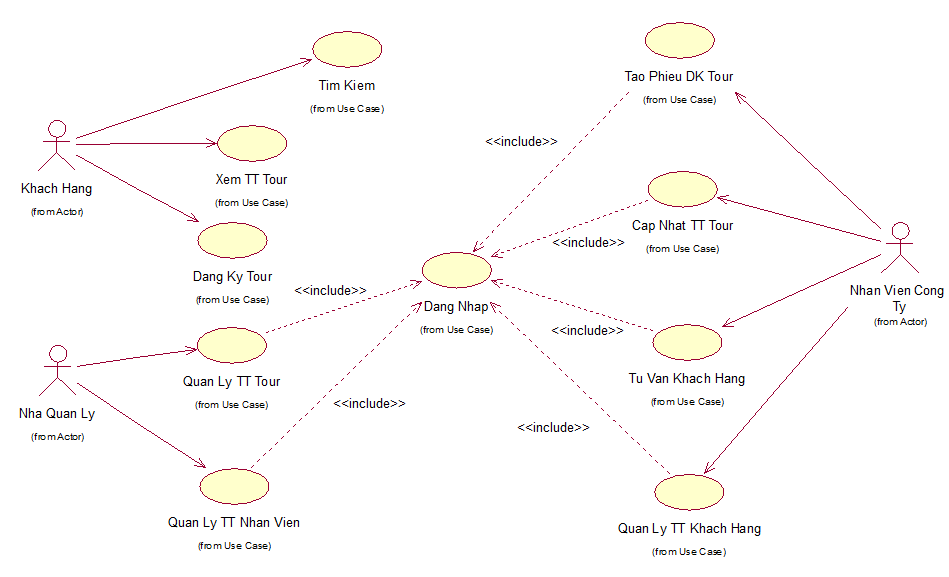 Tao Phieu DK Tour
(from Use Case)
Tim Kiem
(from Use Case)
<<include>>
Khach Hang
(from Actor)
Xem TT Tour
(from Use Case)
Cap Nhat TT Tour
(from Use Case)
<<include>>
Dang Ky Tour
(from Use Case)
Nhan Vien Cong
Ty
(from Actor)
<<include>>
Dang Nhap
(from Use Case)
<<include>>
Quan Ly TT Tour
(from Use Case)
Tu Van Khach Hang
(from Use Case)
Nha Quan Ly
(from Actor)
<<include>>
<<include>>
Quan Ly TT Nhan Vien
(from Use Case)
Quan Ly TT Khach Hang
(from Use Case)